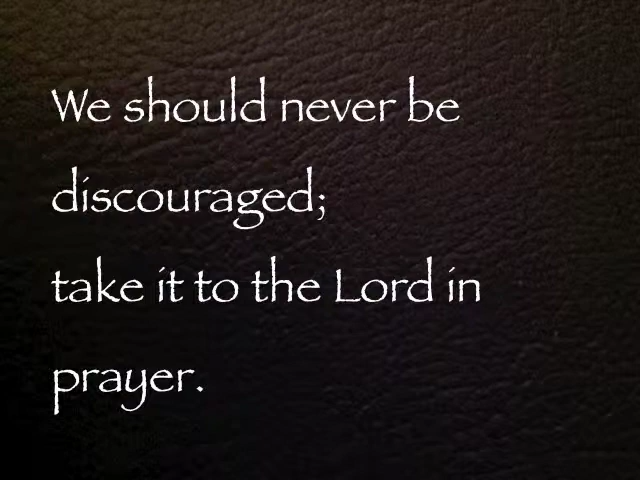 We should never be
discouraged;
take it to the Lord in
prayer.